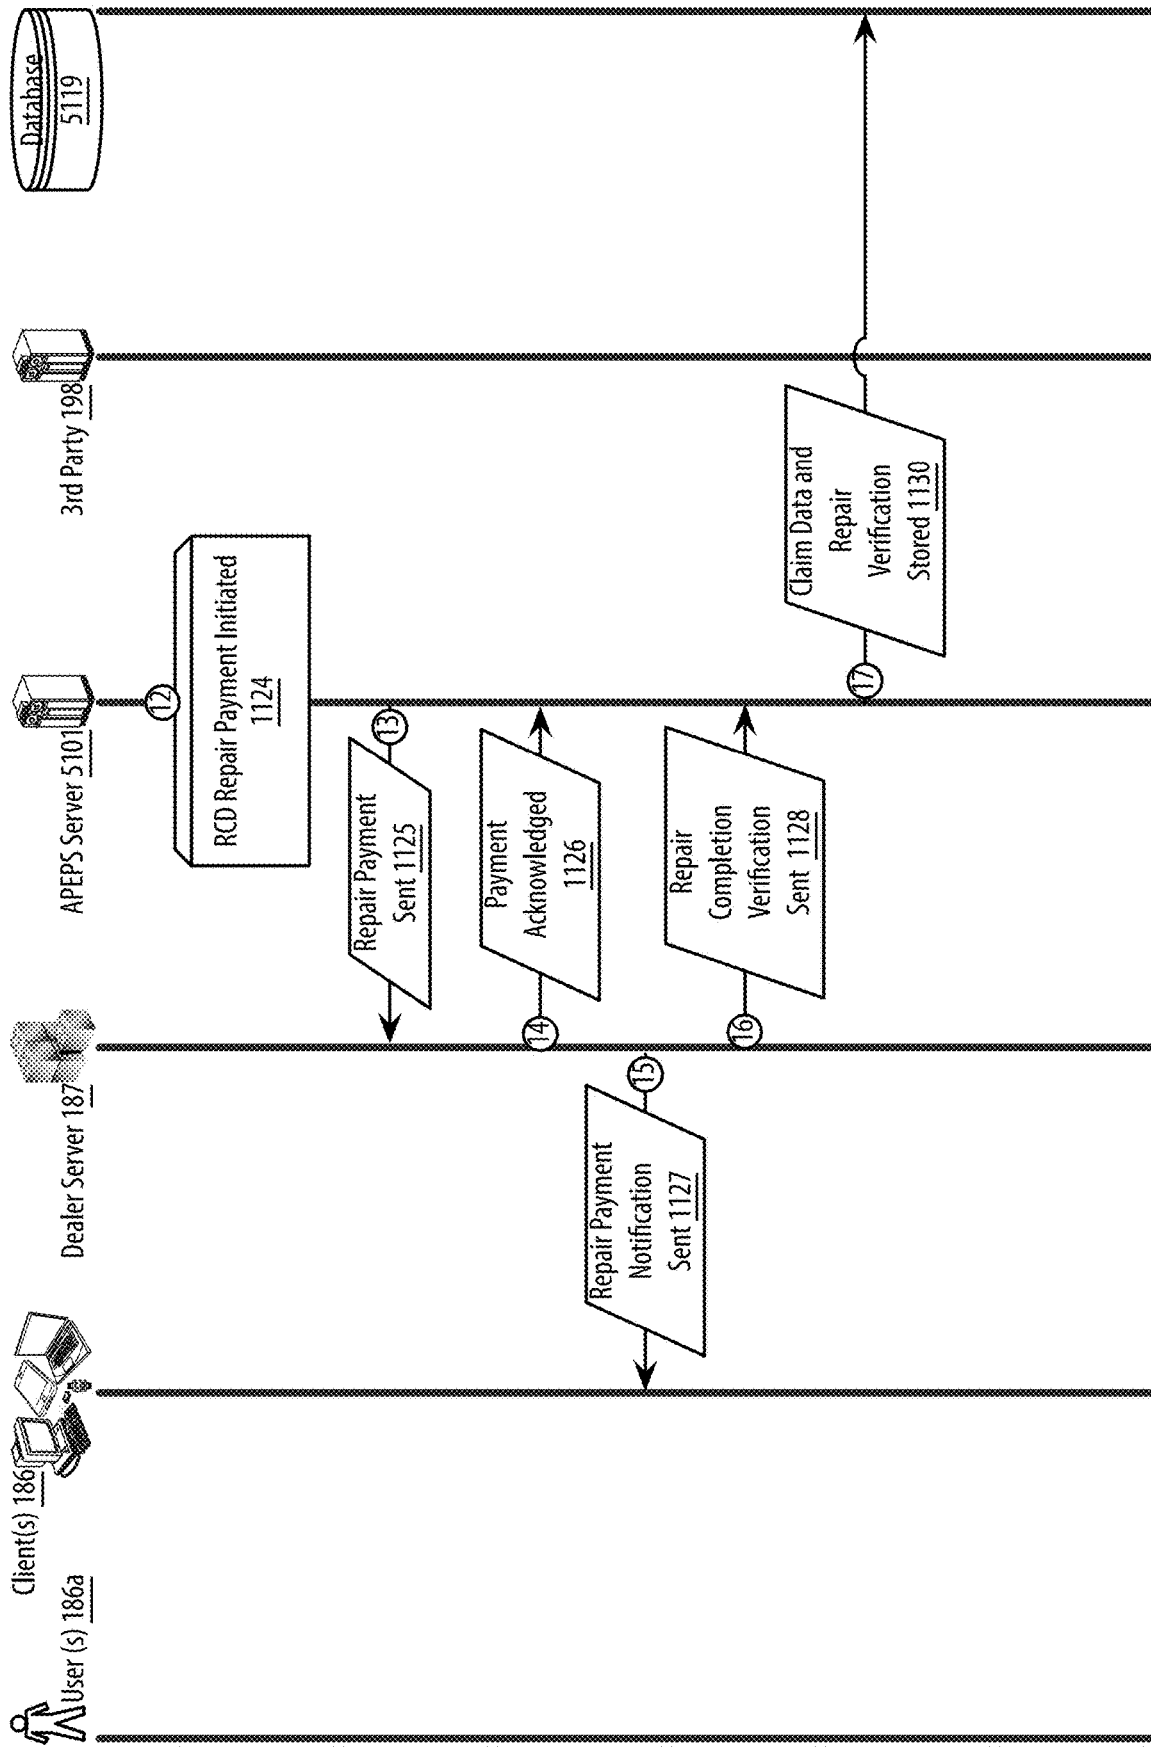 User (s) 186a
Client(s) 186
Dealer Server 187
APEPS Server 5101
3rd Party 198
Database
5119
12
RCD Repair Payment Initiated
1124
13
Repair Payment
Sent 1125
14
Payment
Acknowledged
1126
15
Repair Payment
Notification
Sent 1127
16
Repair
Completion
Verification
Sent 1128
17
Claim Data and
Repair
Verification
Stored 1130